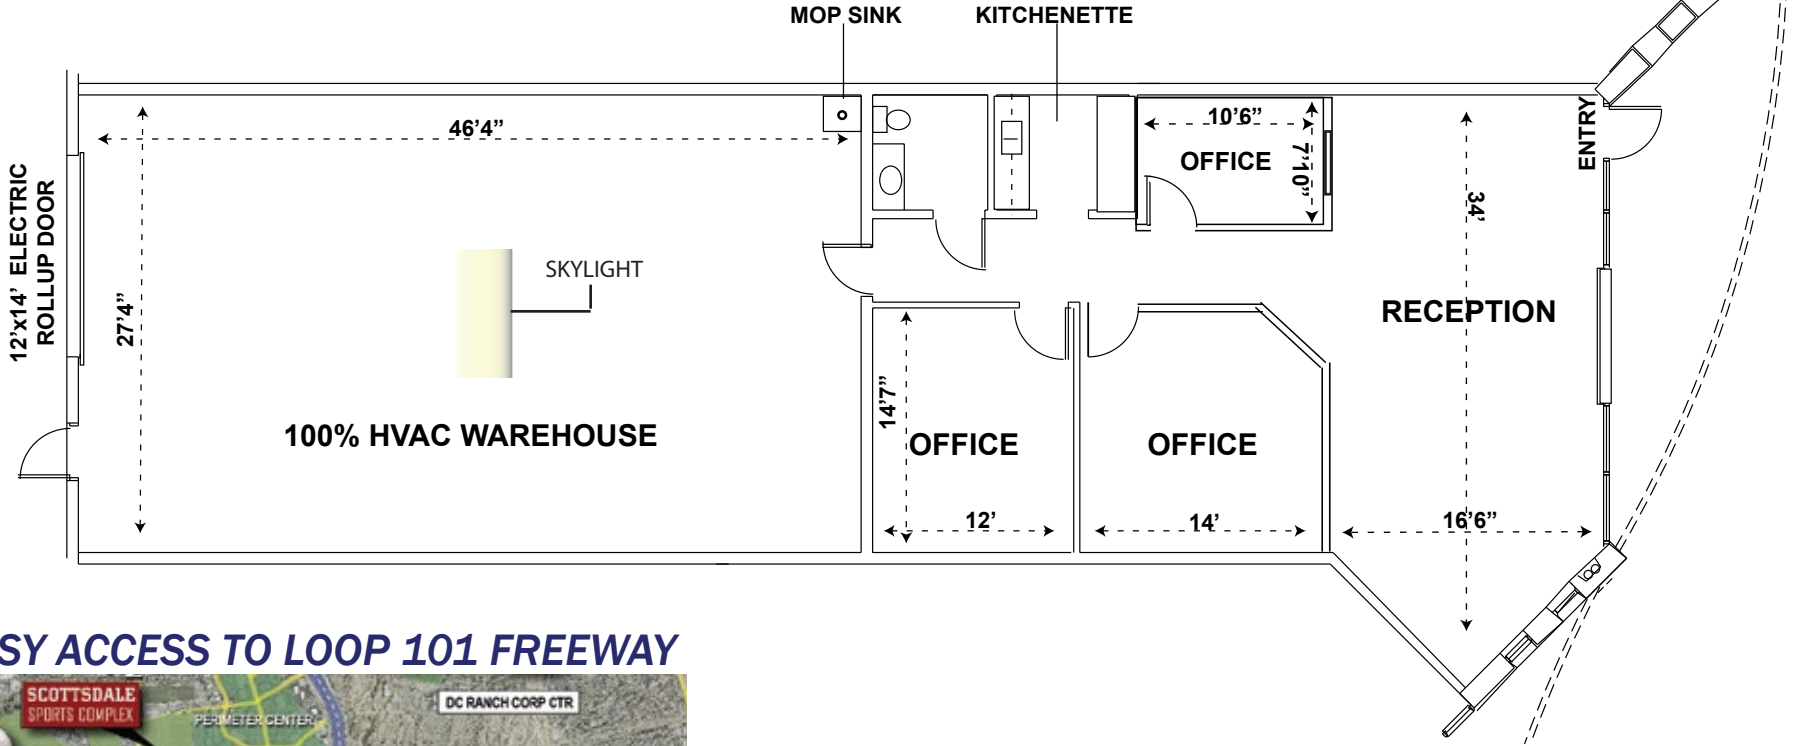 MOP SINK
KITCHENETTE
46’4”
10’6”
7’10”
OFFICE
ENTRY
12’x14’ ELECTRIC
ROLLUP DOOR
34’
SKYLIGHT
27’4”
RECEPTION
14’7”
100% HVAC WAREHOUSE
OFFICE
OFFICE
12’
14’
16’6”
SY ACCESS TO LOOP 101 FREEWAY
SCOTTSDALE
SPORTS COMPLEX
PERIMETER CENTER
DC RANCH CORP CTR